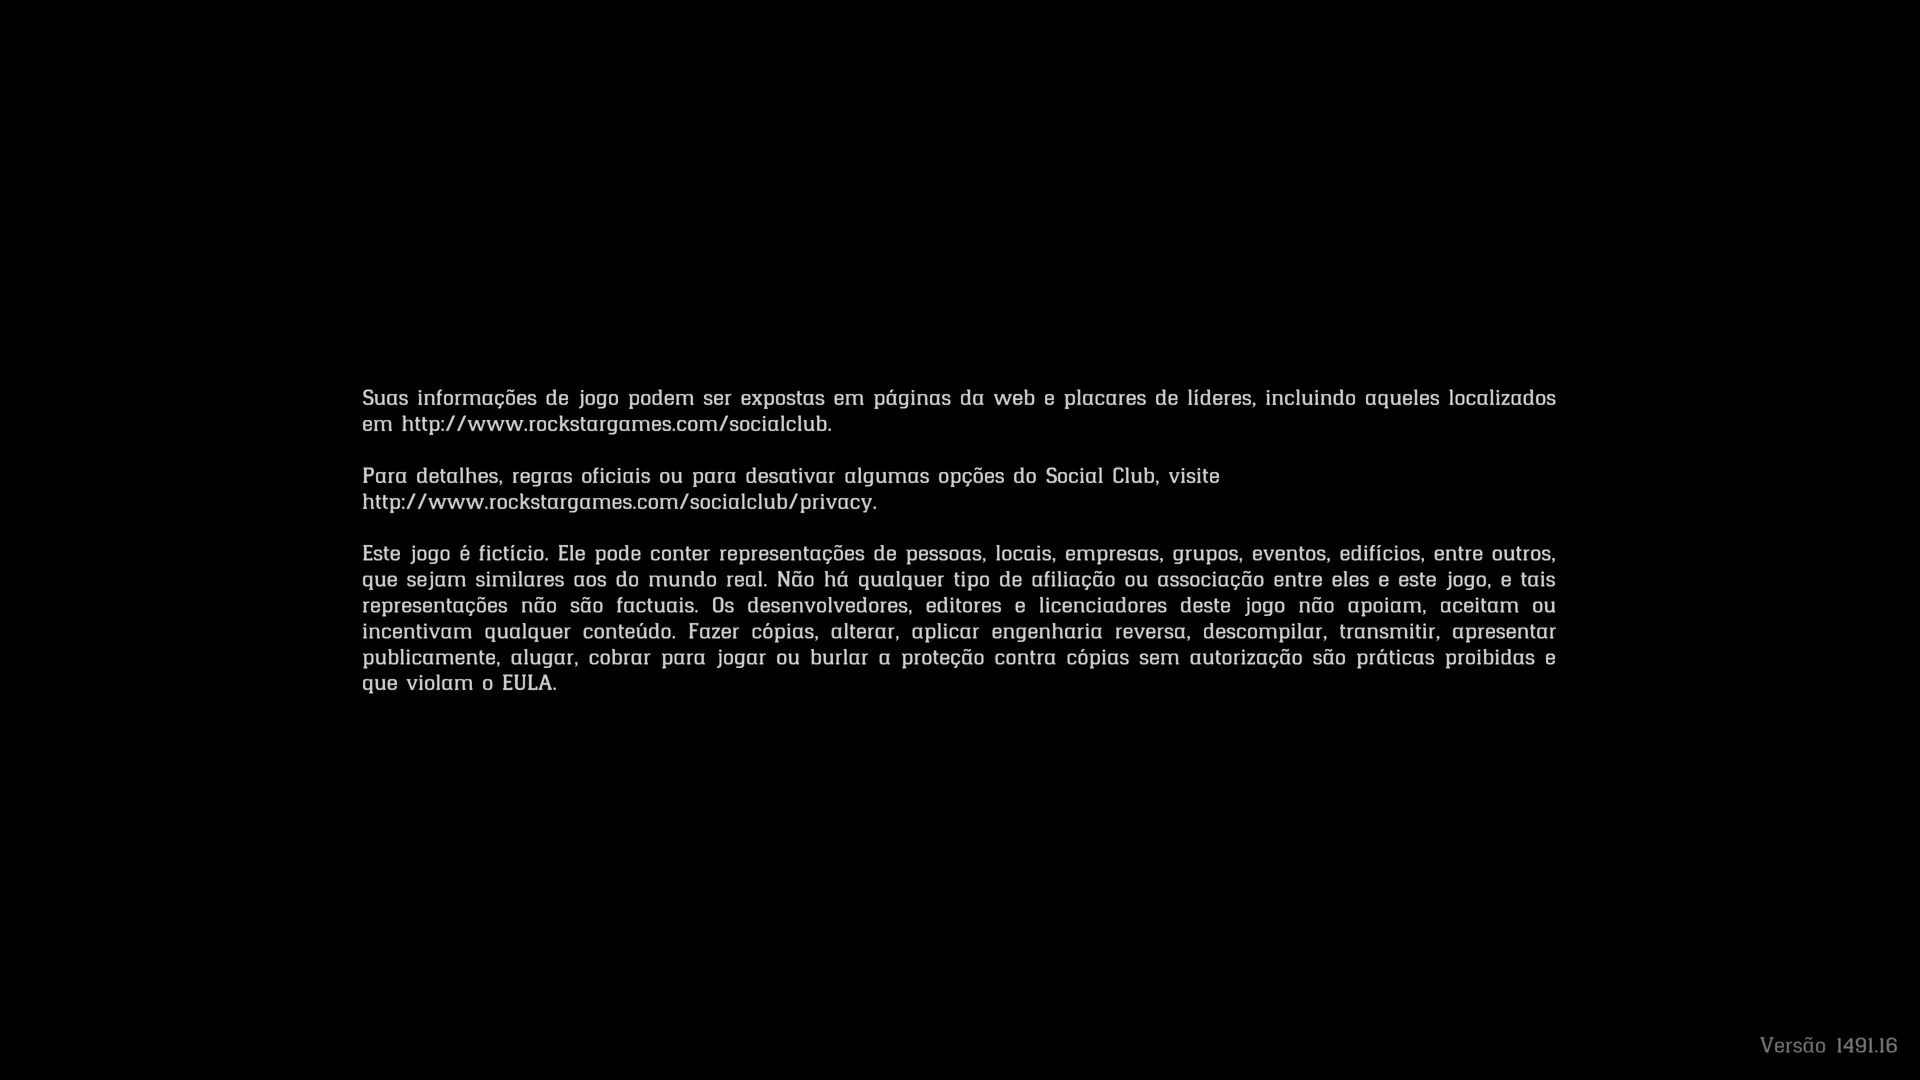 Suas informações de jogo podem ser expostas em páginas da web e placares de líderes, incluindo aqueles localizados
em http://www.rockstargames.com/socialclub.
Para detalhes, regras oficiais ou para desativar algumas opções do Social Club, visite
http://www.rockstargames.com/socialclub/privacy.
Este jogo é fictício. Ele pode conter representações de pessoas, locais, empresas, grupos, eventos, edifícios, entre outros,
que sejam similares aos do mundo real. Não há qualquer tipo de afiliação ou associação entre eles e este jogo, e tais
representações não são factuais. Os desenvolvedores, editores e licenciadores deste jogo não apoiam, aceitam ou
incentivam qualquer conteúdo. Fazer cópias, alterar, aplicar engenharia reversa, descompilar, transmitir, apresentar
publicamente, alugar, cobrar para jogar ou burlar a proteção contra cópias sem autorização são práticas proibidas e
que violam o EULA.
Versão 1491.16